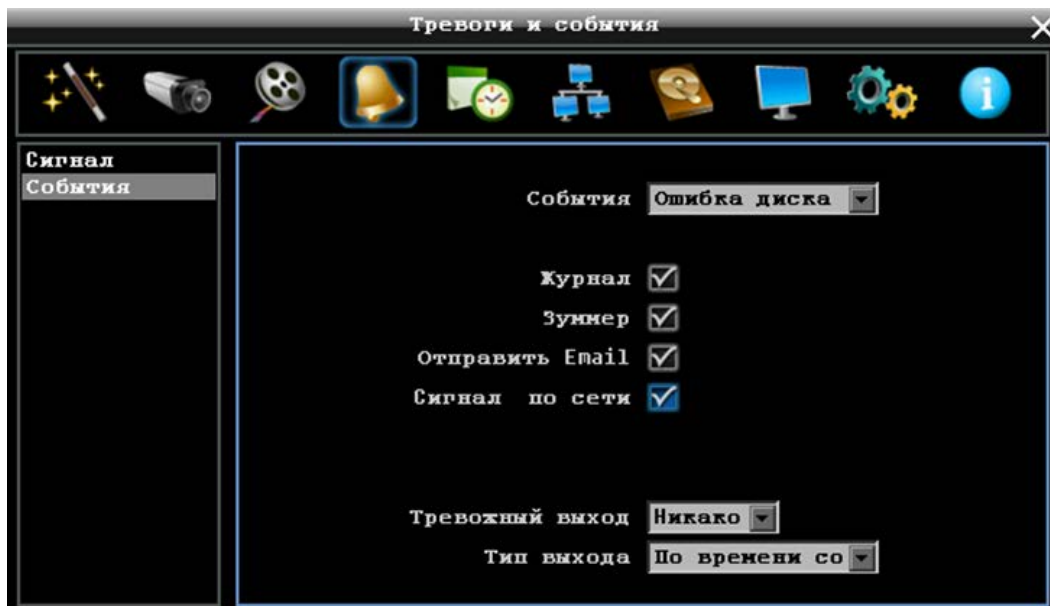 Тревоги и события
Сигнал
События
События Ошибка диска
Журнал
Зуммер
Отправить Email
Сигнал по сети
Тревожный выход Никако
Тип выхода По времени со